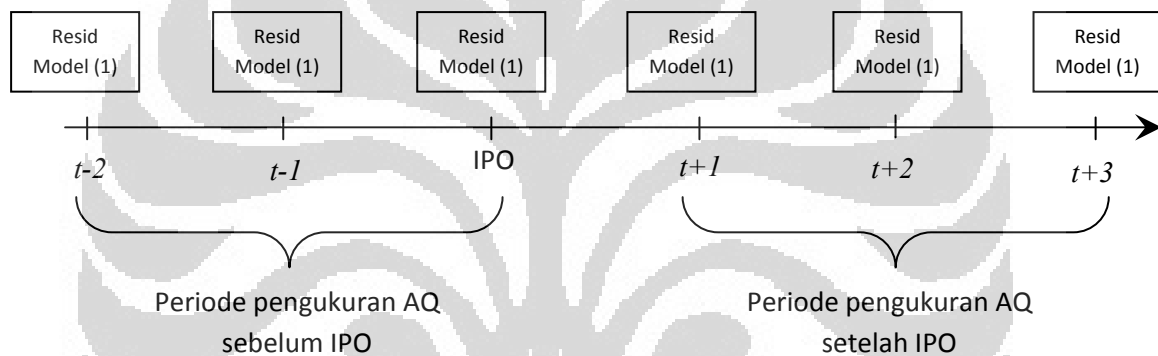 Resid
Model (1)
Resid
Model (1)
Resid
Model (1)
Resid
Model (1)
Resid
Model (1)
Resid
Model (1)
t-2
t-1
IPO
t+1
t+2
t+3
Periode pengukuran AQ
sebelum IPO
Periode pengukuran AQ
setelah IPO